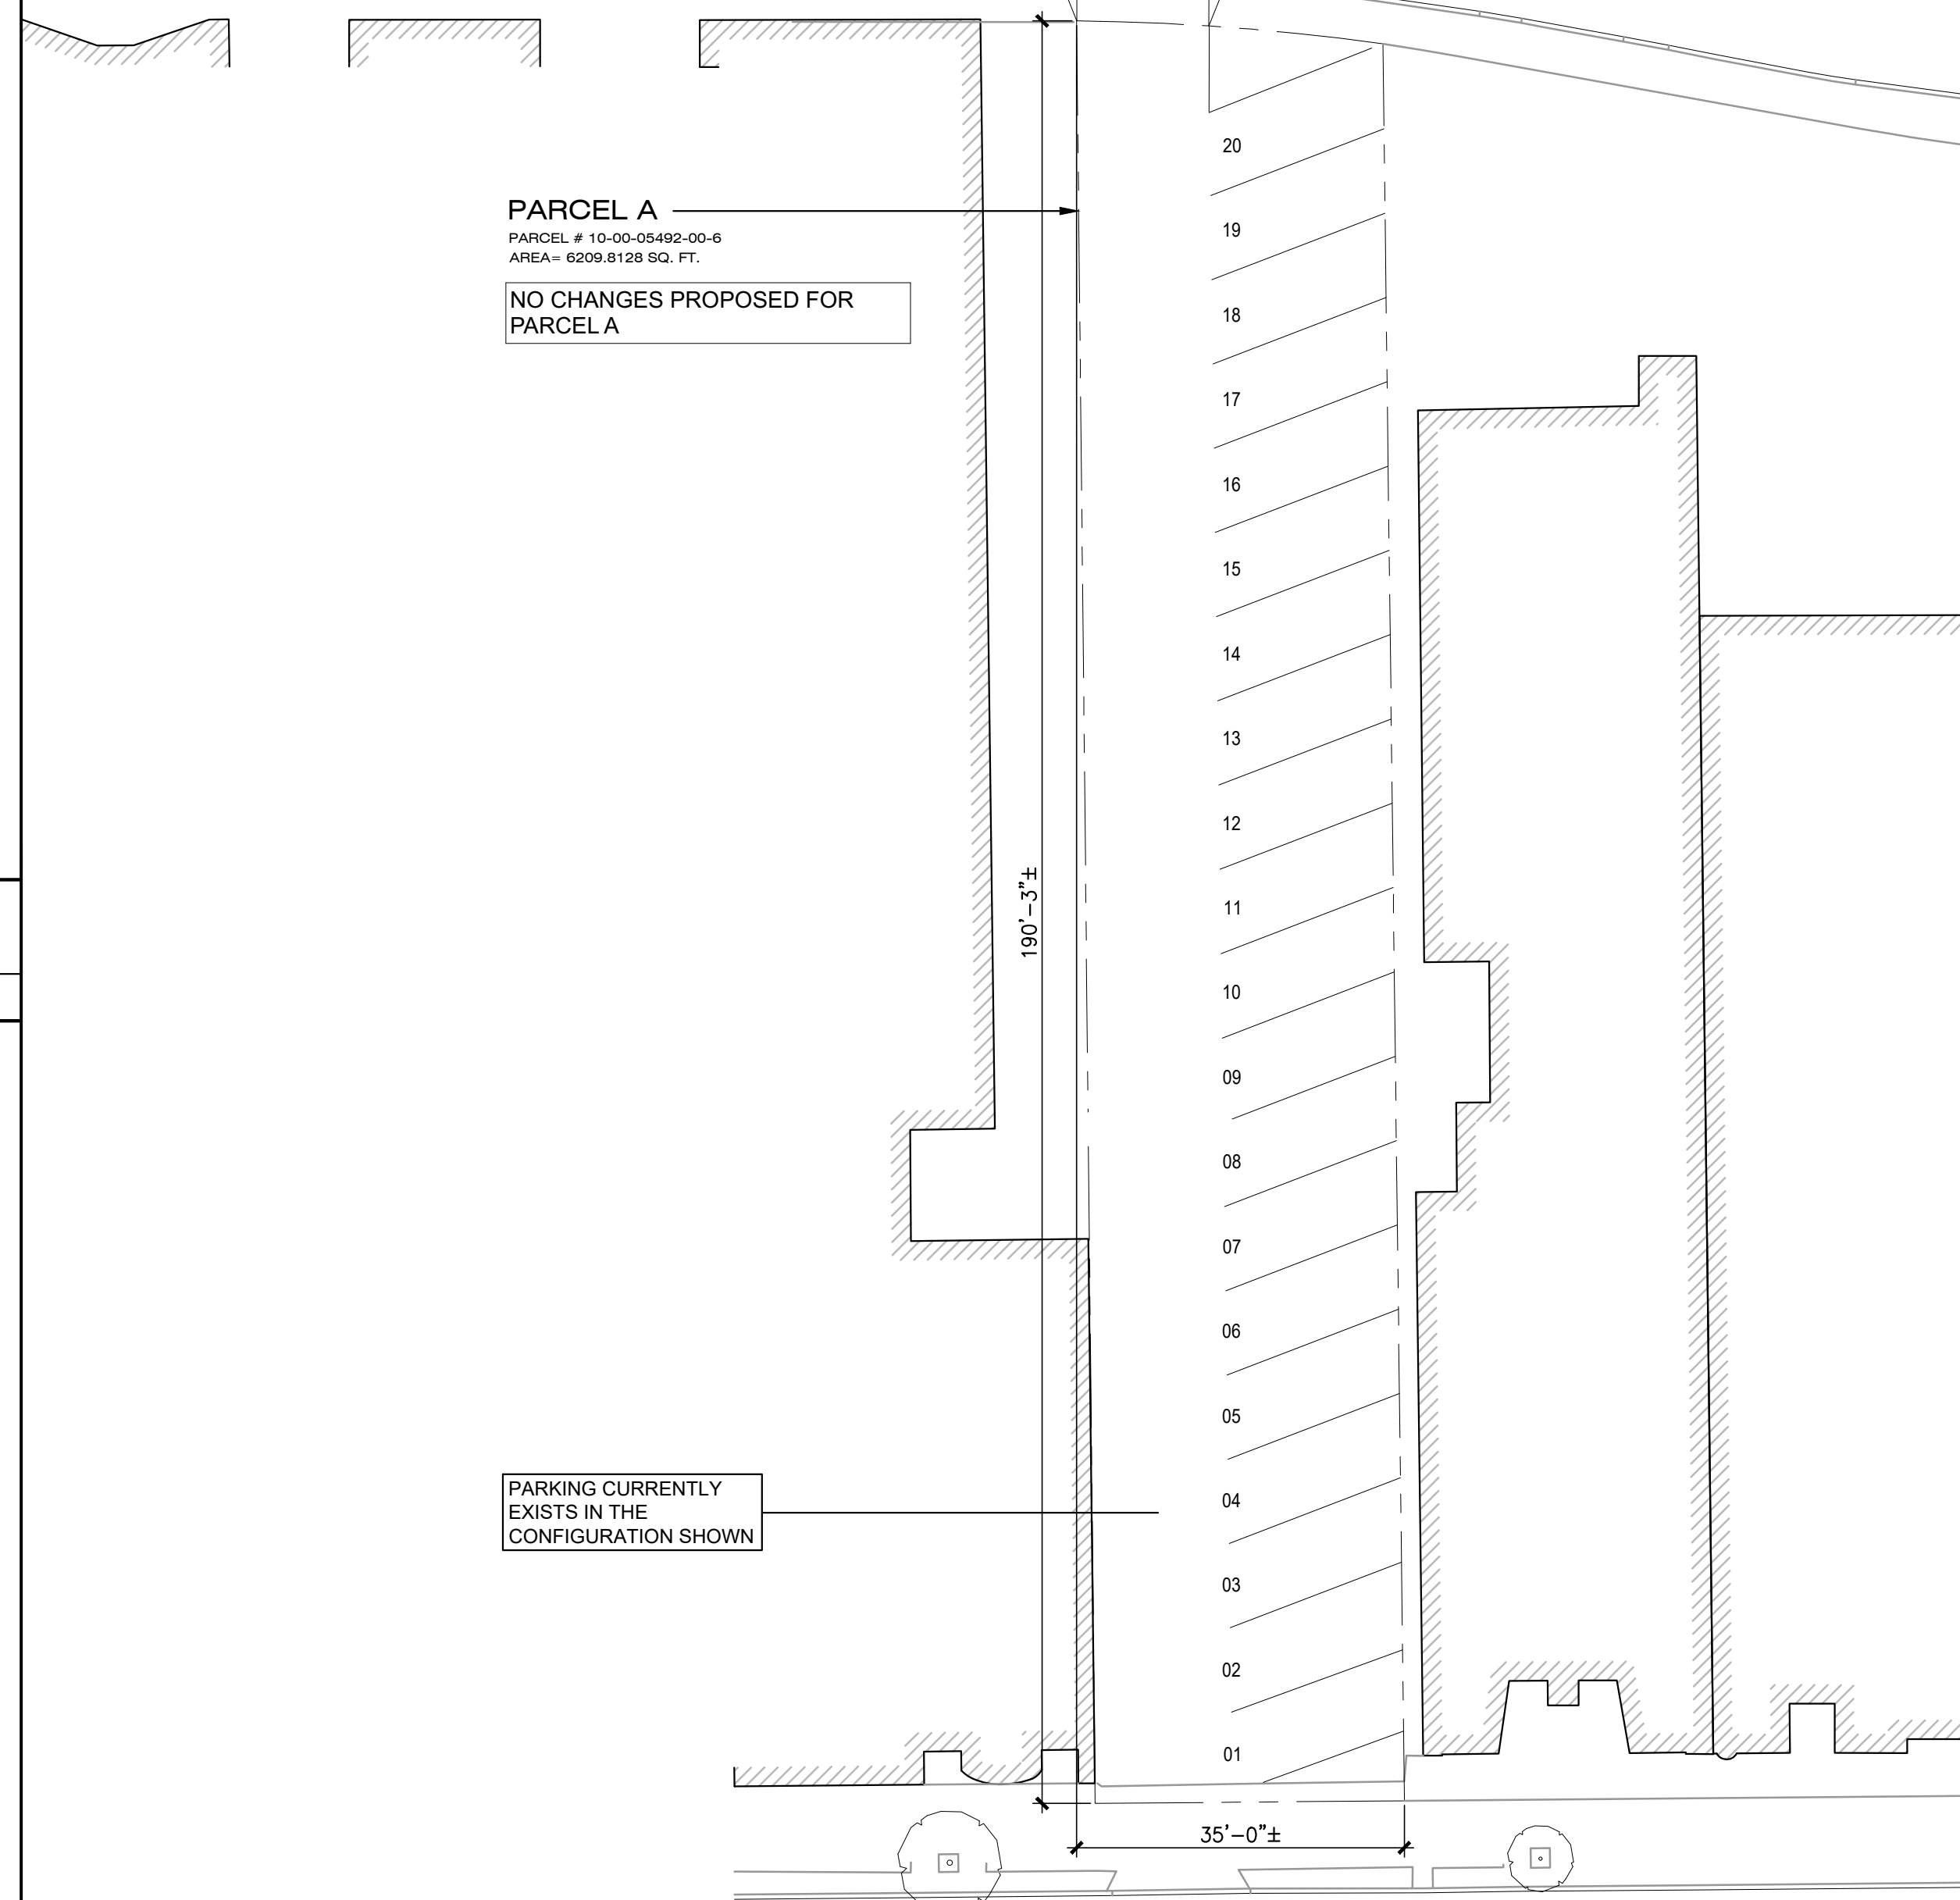 PARCEL A
PARCEL # 10-00-05492-00-6
AREA= 6209.8128 SQ. FT.
NO CHANGES PROPOSED FOR
PARCEL A
20
19
18
17
16
15
14
13
12
11
10
09
08
07
06
05
04
03
02
01
190'-3"±
PARKING CURRENTLY
EXISTS IN THE
CONFIGURATION SHOWN
35'-0"±